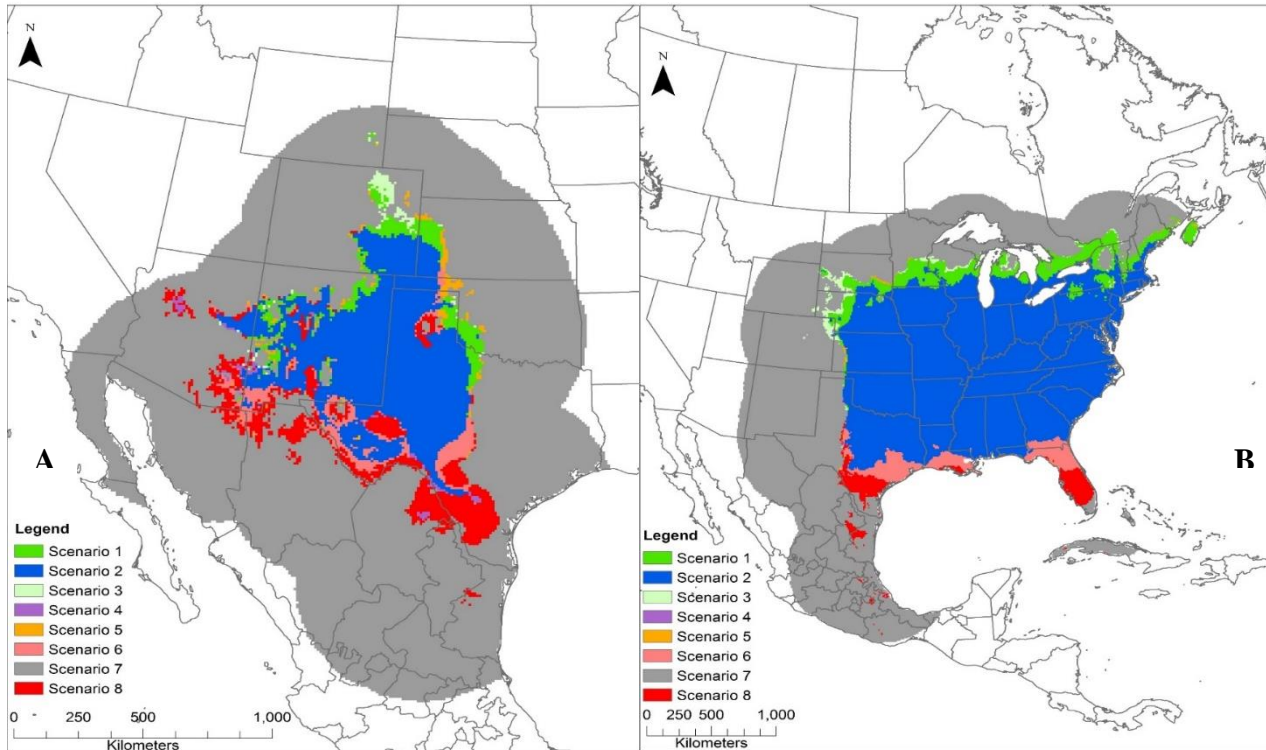 N
A
Legend
Scenario 1
Scenario 2
Scenario 3
Scenario 4
Scenario 5
Scenario 6
Scenario 7
Scenario 8
0 250 500 1,000
Kilometers
N
B
Legend
Scenario 1
Scenario 2
Scenario 3
Scenario 4
Scenario 5
Scenario 6
Scenario 7
Scenario 8
0 250 500 750 1,000
Kilometers